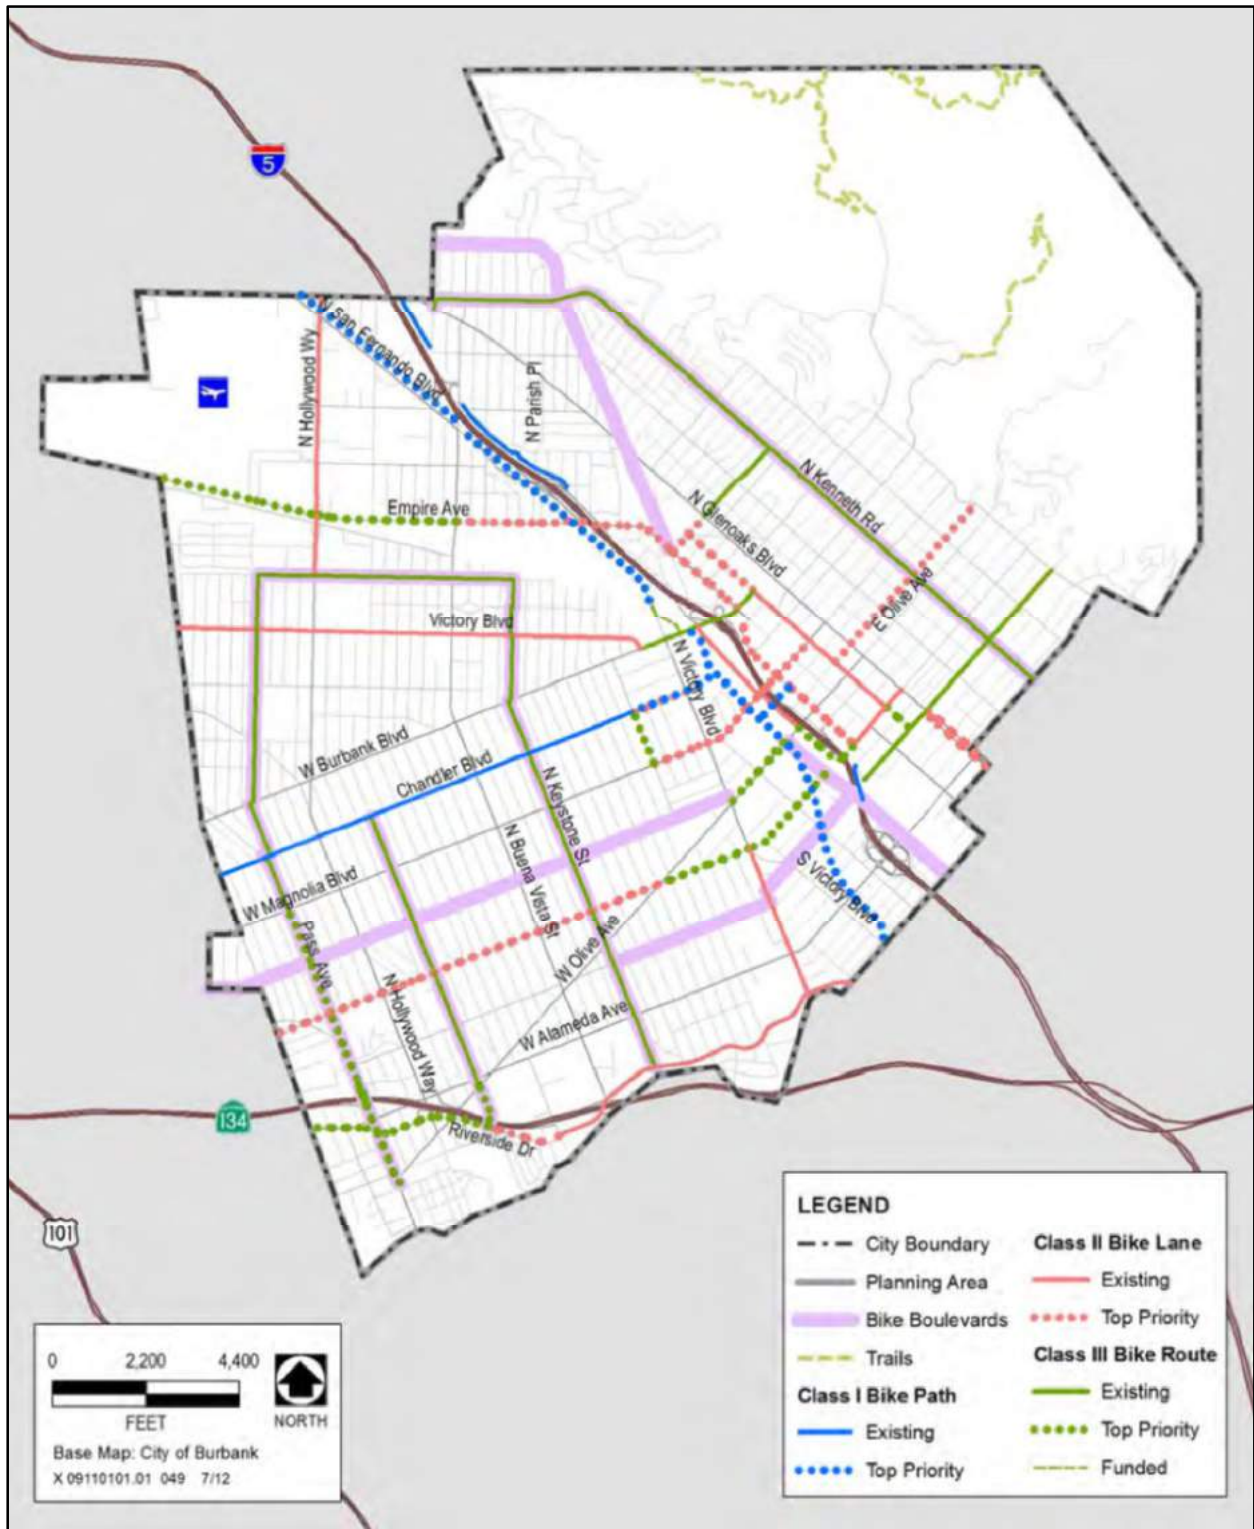 5
N San Fernando Blvd
N Hollywood Wy
N Parish Pl
N Kenneth Rd
Empire Ave
N Glenoaks Blvd
E Olive Ave
Victory Blvd
N Victory Blvd
W Burbank Blvd
Chandler Blvd
N Keystone St
N Buena Vista St
W Magnolia Blvd
S Victory Blvd
Pass Ave
W Olive Ave
N Hollywood Way
W Alameda Ave
134
Riverside Dr
101
LEGEND
City Boundary
Planning Area
Bike Boulevards
Trails
Class I Bike Path
Existing
Top Priority
Class II Bike Lane
Existing
Top Priority
Class III Bike Route
Existing
Top Priority
Funded
0 2,200 4,400
FEET
NORTH
Base Map: City of Burbank
X 09110101.01 049 7/12